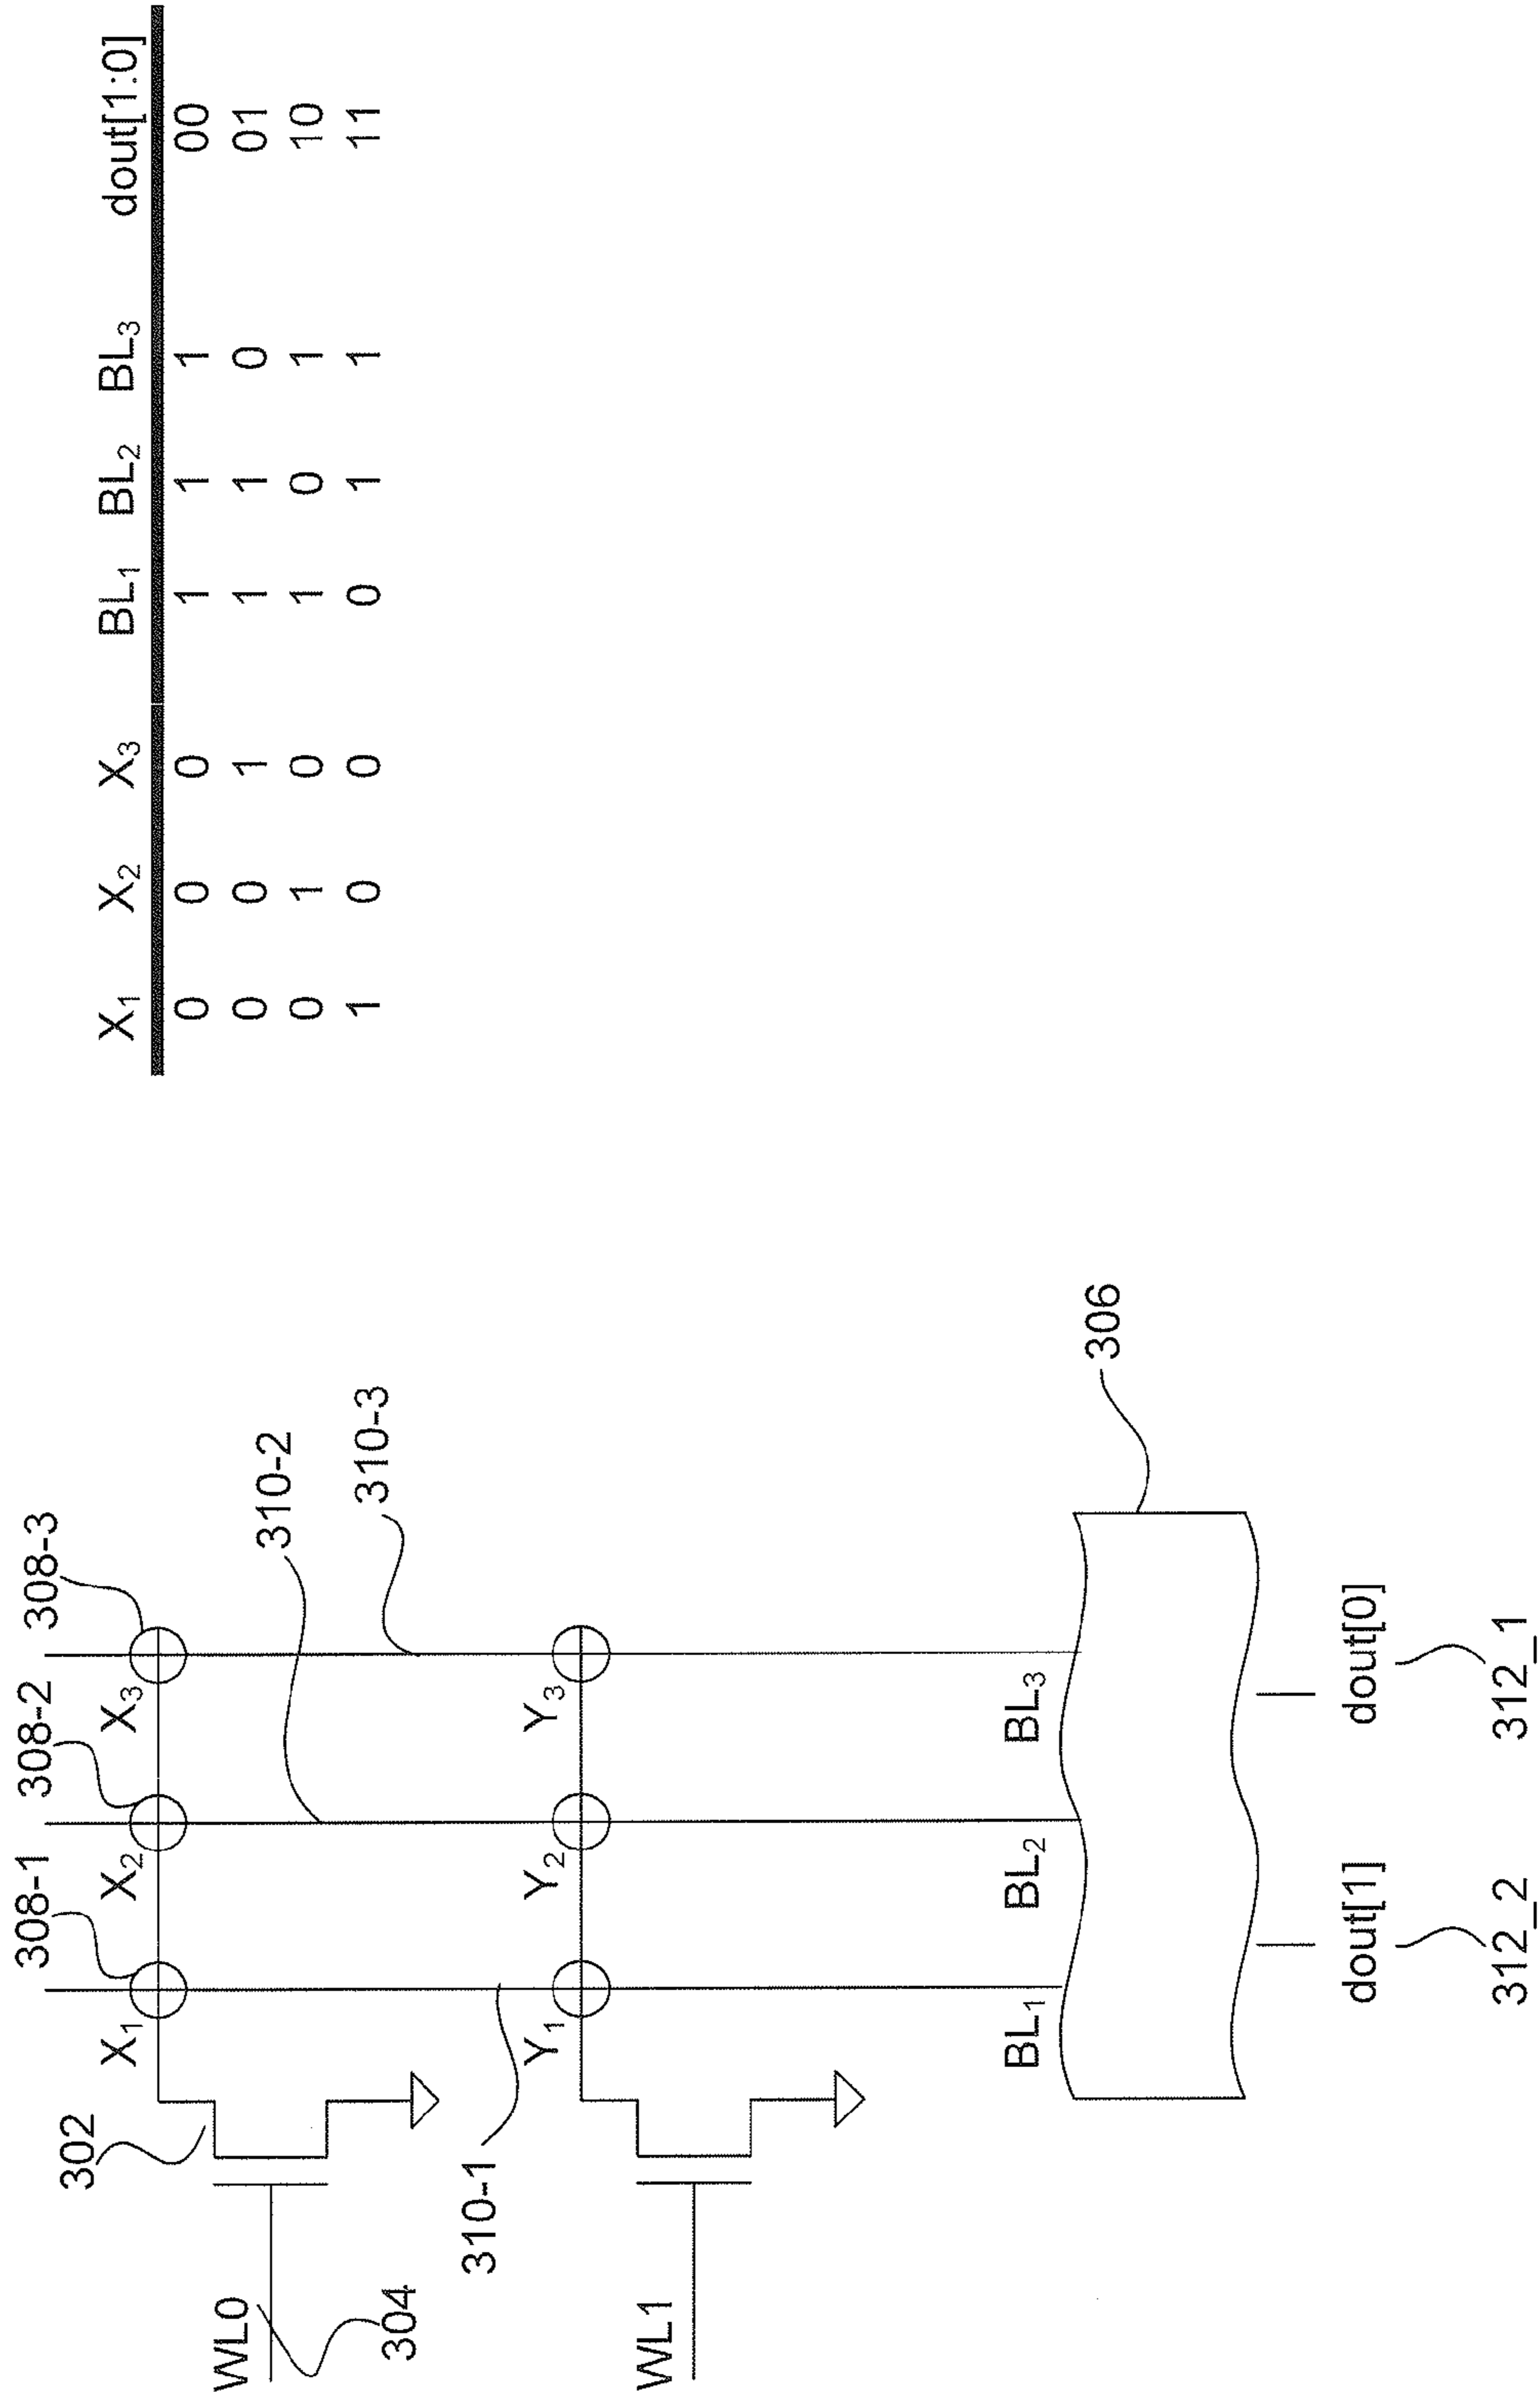 X1 X2 X3 BL1 BL2 BL3 dout[1:0]
0 0 0 1 1 1 00
0 0 1 1 1 0 01
0 1 0 1 0 1 10
1 0 0 0 1 1 11
308-1 308-2 308-3
X1 X2 X3
302
WL0
310-2
304
310-3
310-1
Y1 Y2 Y3
WL1
BL1 BL2 BL3
306
dout[1] dout[0]
312_2 312_1